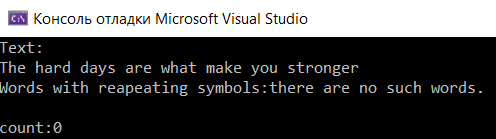 Консоль отладки Microsoft Visual Studio
Text:
The hard days are what make you stronger
Words with reapeating symbols:there are no such words.
count:0